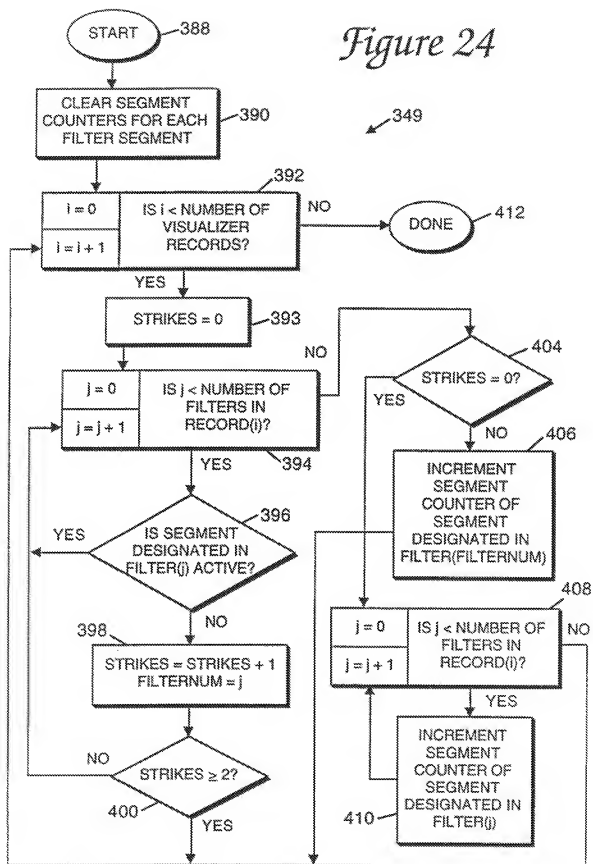 Figure 24
START
388
CLEAR SEGMENT
COUNTERS FOR EACH
FILTER SEGMENT
390
349
392
i = 0
i = i + 1
IS i < NUMBER OF
VISUALIZER
RECORDS?
NO
DONE
412
YES
STRIKES = 0
393
NO
j = 0
j = j + 1
IS j < NUMBER OF
FILTERS IN
RECORD(i)?
394
YES
404
STRIKES = 0?
YES
NO
406
INCREMENT
SEGMENT
COUNTER OF
SEGMENT
DESIGNATED IN
FILTER(FILTERNUM)
396
IS SEGMENT
DESIGNATED IN
FILTER(j) ACTIVE?
YES
NO
398
STRIKES = STRIKES + 1
FILTERNUM = j
408
j = 0
j = j + 1
IS j < NUMBER OF
FILTERS IN
RECORD(i)?
NO
YES
INCREMENT
SEGMENT
COUNTER OF
SEGMENT
DESIGNATED IN
FILTER(j)
410
NO
STRIKES ≥ 2?
400
YES